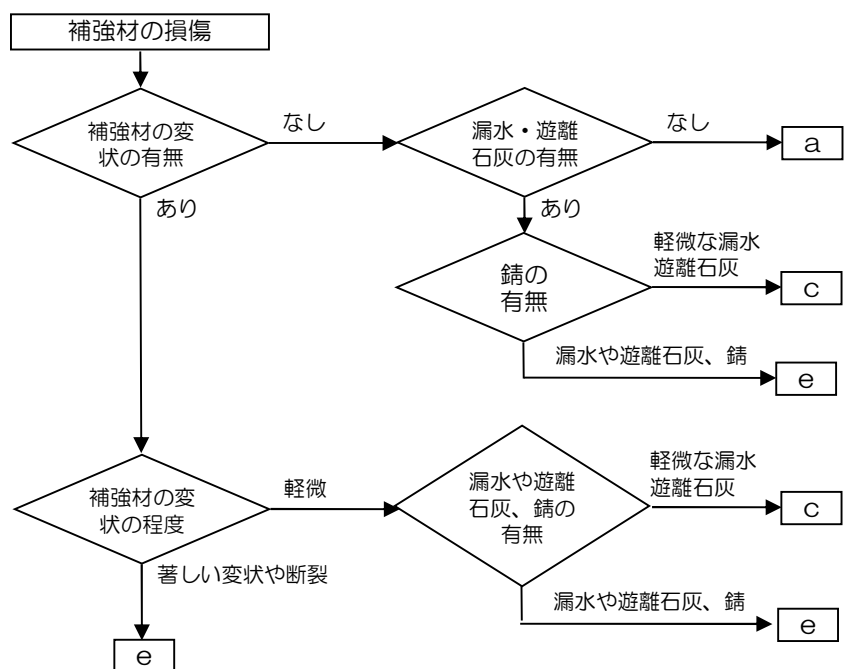 補強材の損傷
補強材の変
状の有無
なし
漏水・遊離
石灰の有無
なし
a
あり
あり
錆の
有無
軽微な漏水
遊離石灰
c
漏水や遊離石灰、錆
e
補強材の変
状の程度
軽微
漏水や遊離
石灰、錆の
有無
軽微な漏水
遊離石灰
c
著しい変状や断裂
漏水や遊離石灰、錆
e
e